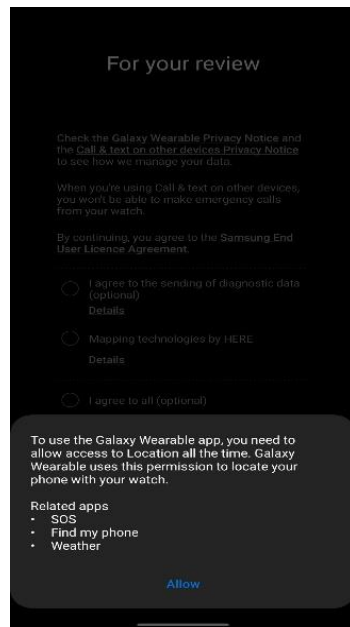 For your review
Check the Galaxy Wearable Privacy Notice and
the Call & text on other devices Privacy Notice
to see how we manage your data.
When you're using Call & text on other devices,
you won't be able to make emergency calls
from your watch.
By continuing, you agree to the Samsung End
User Licence Agreement.
I agree to the sending of diagnostic data
(optional)
Details
Mapping technologies by HERE
Details
I agree to all (optional)
To use the Galaxy Wearable app, you need to
allow access to Location all the time. Galaxy
Wearable uses this permission to locate your
phone with your watch.
Related apps
• SOS
• Find my phone
• Weather
Allow